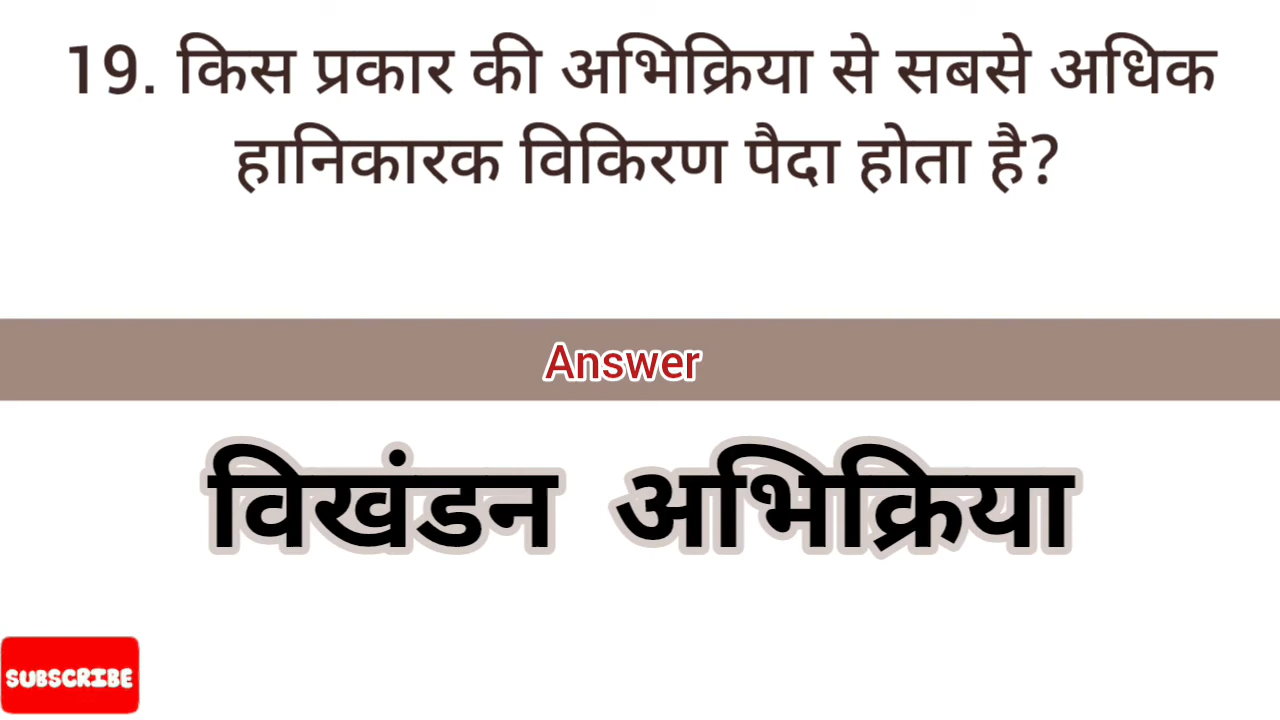 19. किस प्रकार की अभिक्रिया से सबसे अधिक
हानिकारक विकिरण पैदा होता है?
Answer
विखंडन अभिक्रिया
SUBSCRIBE